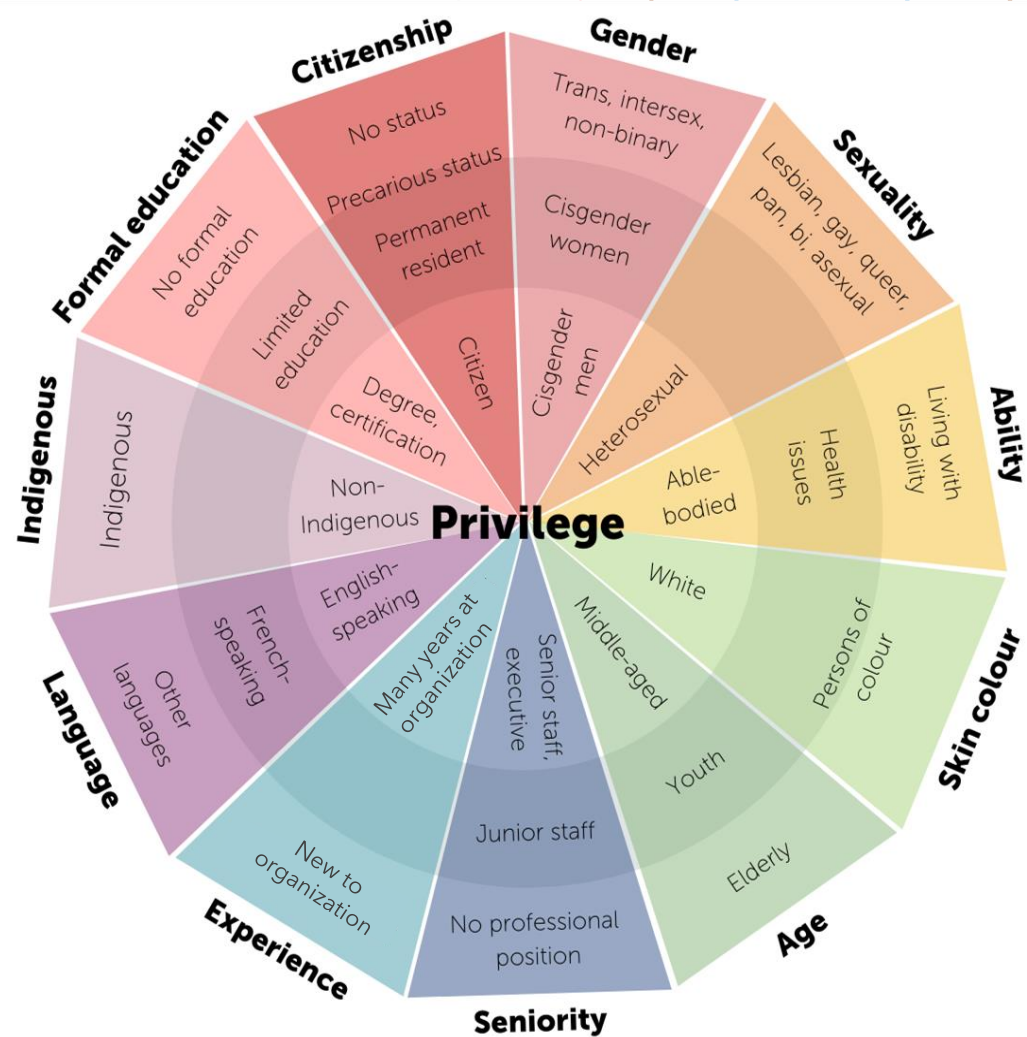 Privilege
Gender
Trans, intersex,
non-binary
Cisgender
women
Cisgender
men
Sexuality
Lesbian, gay, queer,
pan, bi, asexual
Heterosexual
Ability
Living with
disability
Health
issues
Able-
bodied
Skin colour
Persons of
colour
White
Age
Elderly
Youth
Middle-aged
Seniority
No professional
position
Junior staff
Senior staff,
executive
Experience
New to
organization
Many years at
organization
Language
Other
languages
French-
speaking
English-
speaking
Indigenous
Indigenous
Non-
Indigenous
Formal education
No formal
education
Limited
education
Degree,
certification
Citizenship
No status
Precarious status
Permanent
resident
Citizen